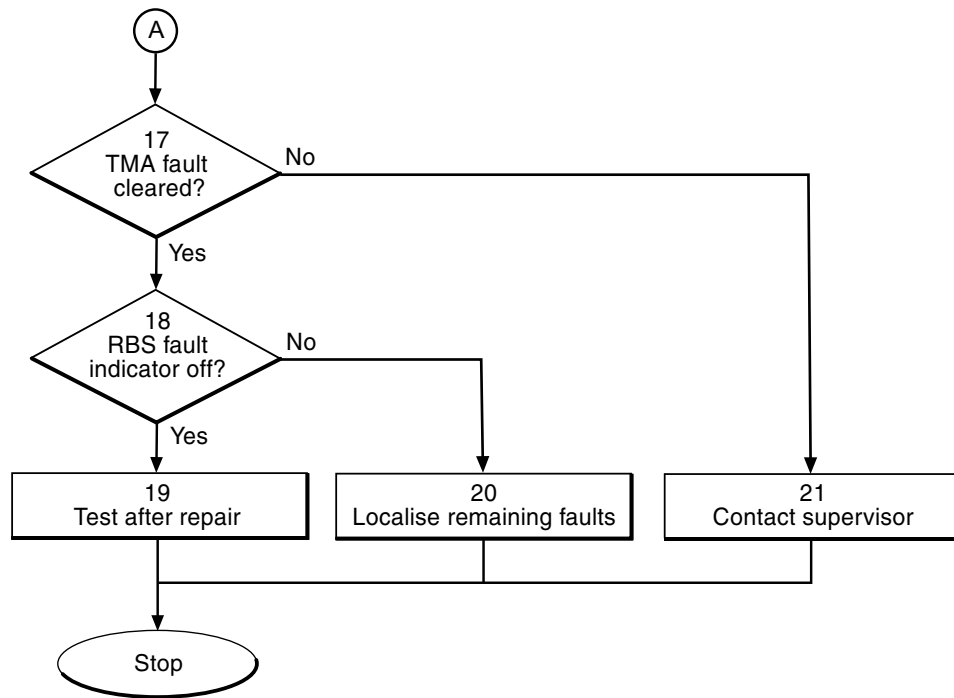 A
17
TMA fault
cleared?
No
Yes
18
RBS fault
indicator off?
No
Yes
19
Test after repair
20
Localise remaining faults
21
Contact supervisor
Stop